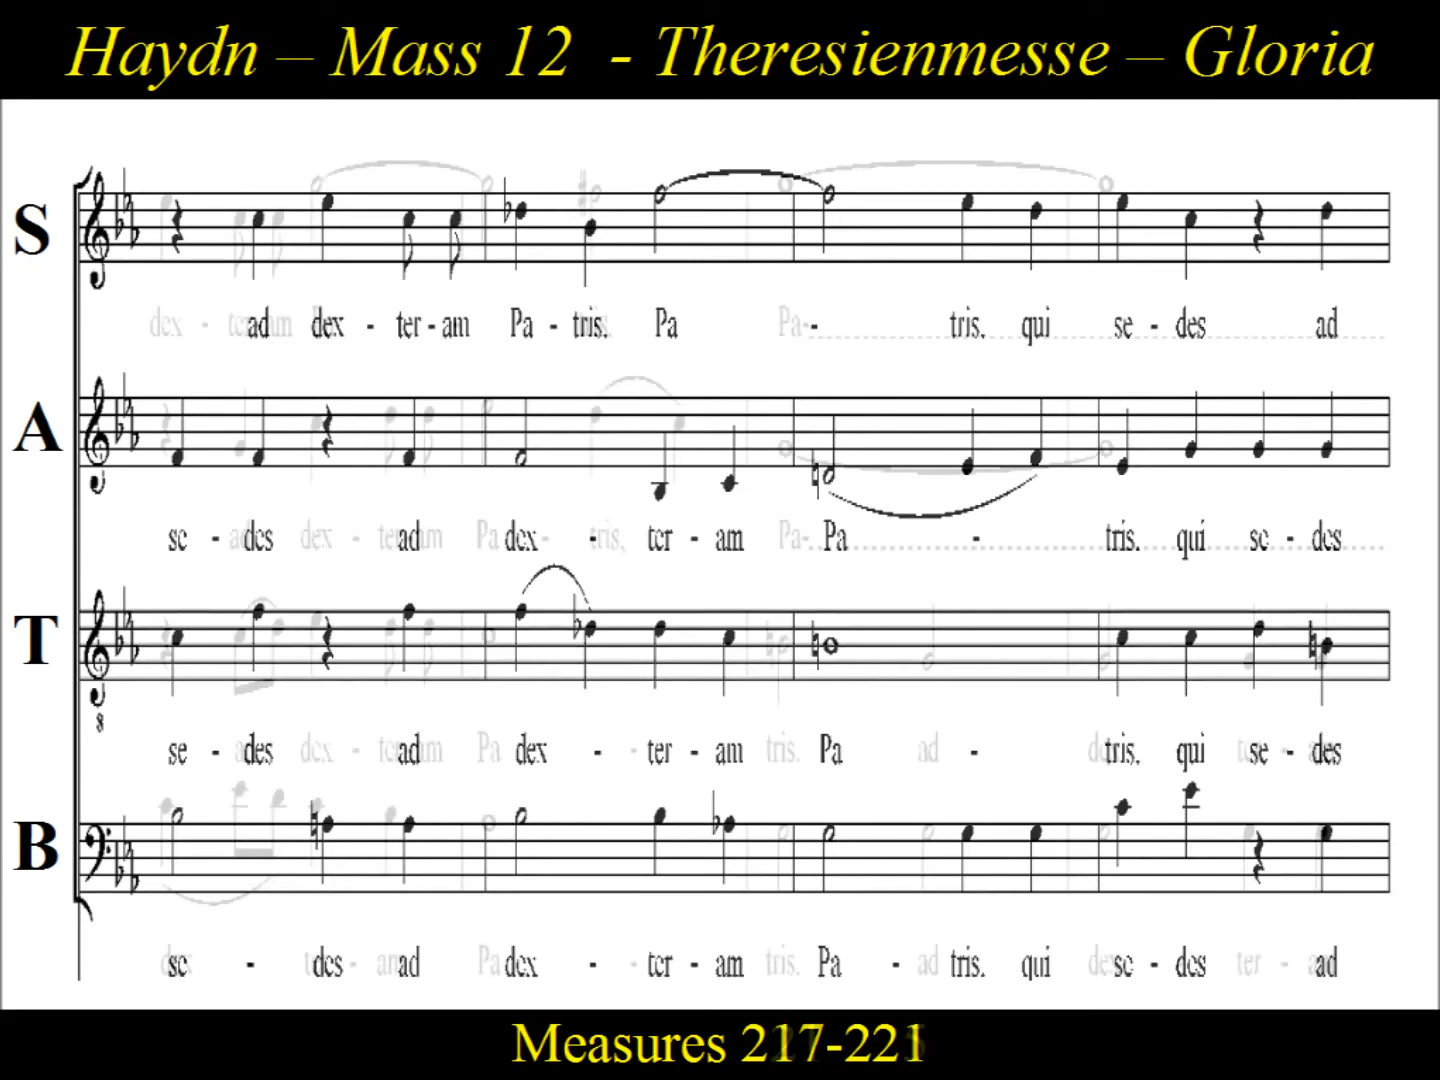 Haydn – Mass 12 - Theresienmesse – Gloria
S
ad dex - ter - am Pa - tris. Pa - tris. qui se - des ad
A
se - des ad dex - ter - am Pa - tris. qui se - des
T
8
se - des ad dex - ter - am Pa - tris. qui se - des
B
se - des ad dex - ter - am Pa - tris. qui se - des ad
Measures 217-221